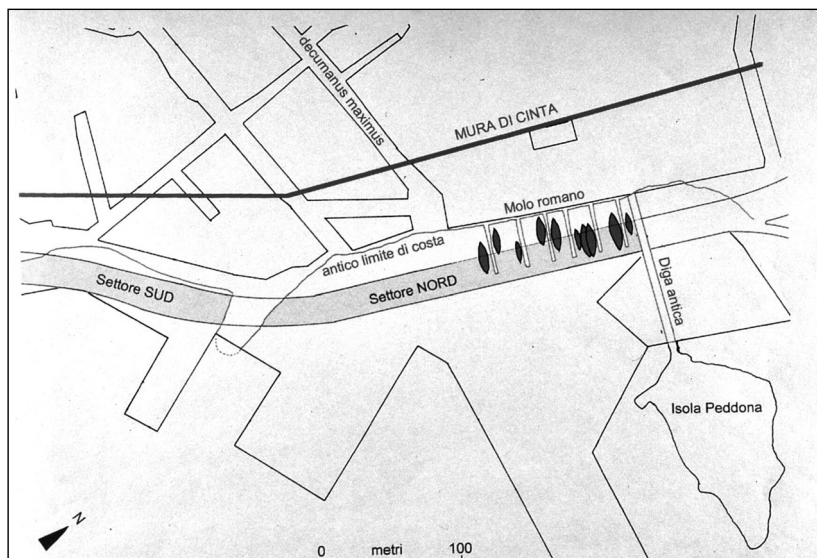 decumanus maximus
MURA DI CINTA
Molo romano
antico limite di costa
Settore SUD
Settore NORD
Diga antica
Isola Peddona
N
0 metri 100